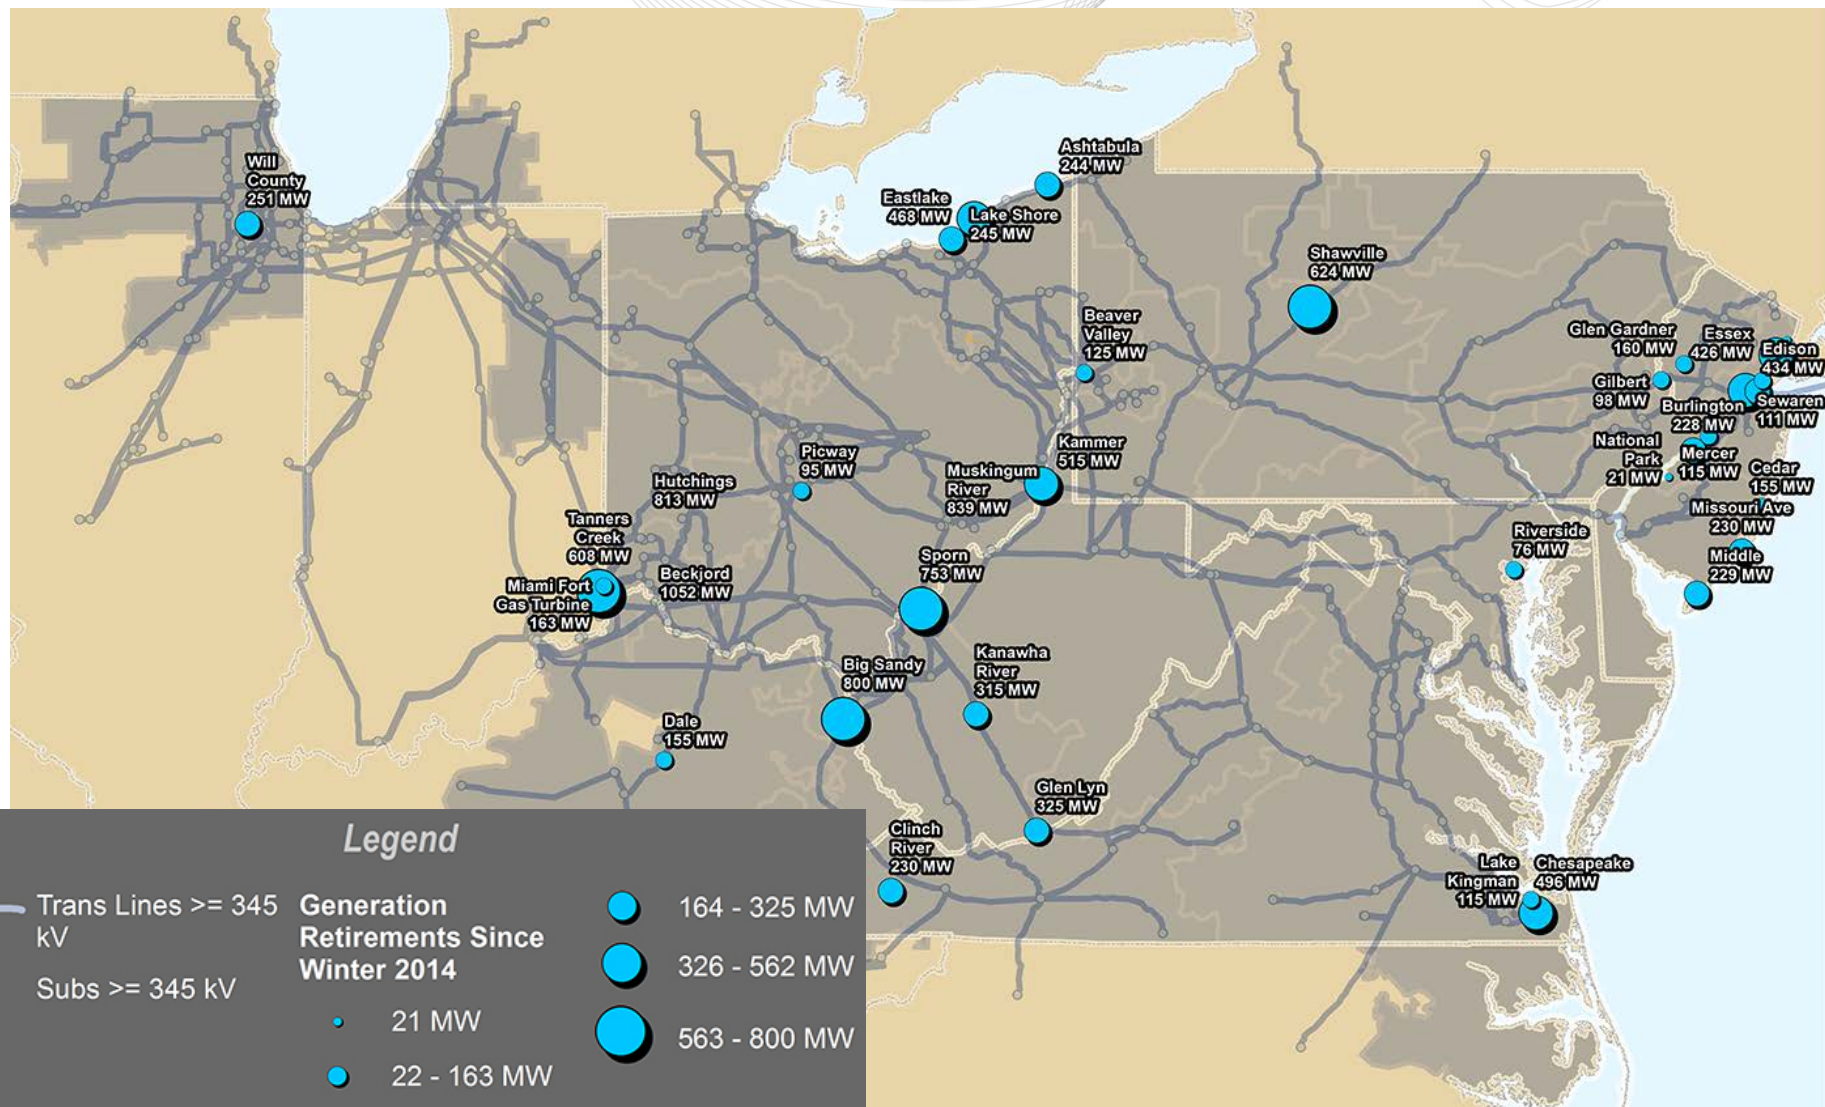 Will
County
251 MW
Ashtabula
244 MW
Eastlake
468 MW
Lake Shore
245 MW
Shawville
624 MW
Beaver
Valley
125 MW
Glen Gardner
160 MW
Essex
426 MW
Edison
434 MW
Gilbert
98 MW
Sewaren
111 MW
Burlington
228 MW
National
Park
21 MW
Mercer
115 MW
Cedar
155 MW
Missouri Ave
230 MW
Middle
229 MW
Riverside
76 MW
Kammer
515 MW
Muskingum
River
839 MW
Picway
95 MW
Hutchings
813 MW
Tanners
Creek
608 MW
Miami Fort
Gas Turbine
163 MW
Beckjord
1052 MW
Sporn
753 MW
Big Sandy
800 MW
Kanawha
River
315 MW
Dale
155 MW
Glen Lyn
325 MW
Clinch
River
230 MW
Lake
Kingman
115 MW
Chesapeake
496 MW
Legend
Trans Lines >= 345
kV
Subs >= 345 kV
Generation
Retirements Since
Winter 2014
21 MW
22 - 163 MW
164 - 325 MW
326 - 562 MW
563 - 800 MW